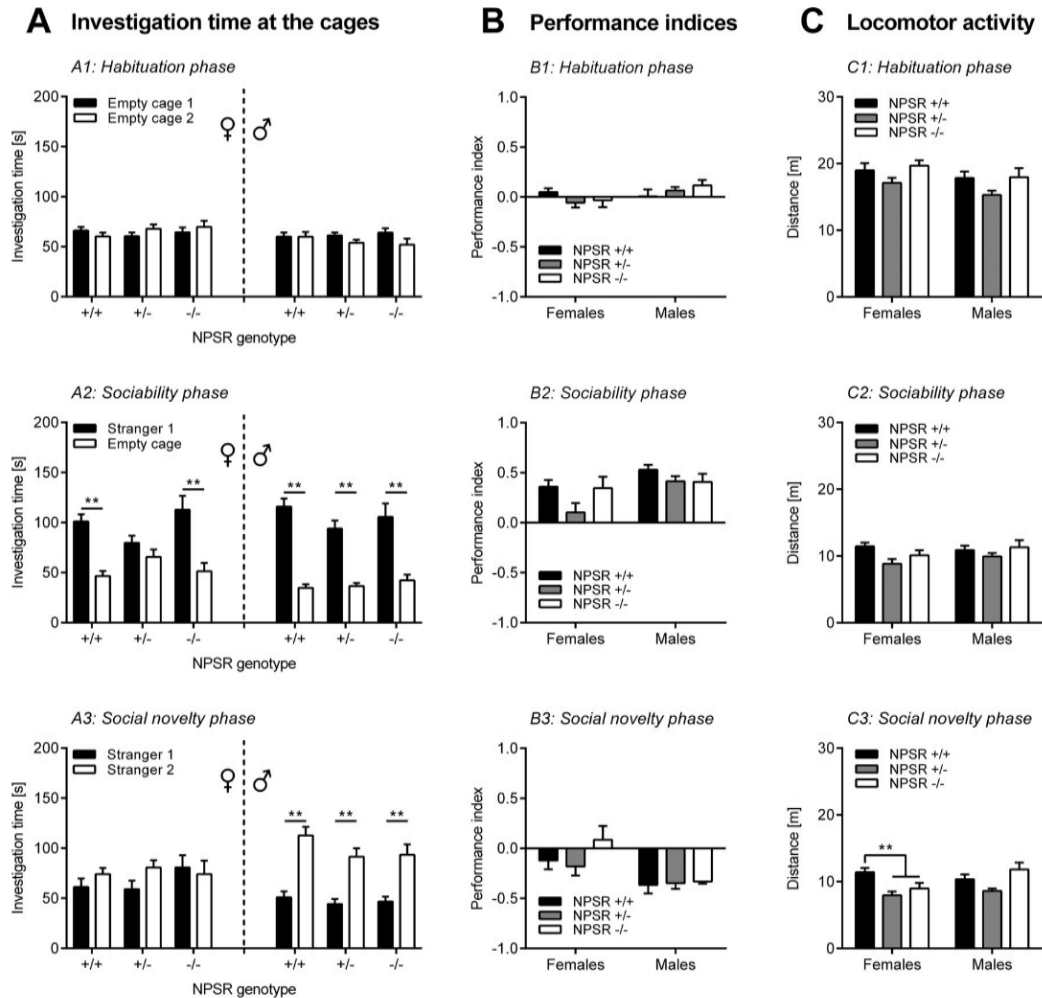 A Investigation time at the cages
B Performance indices
C Locomotor activity
A1: Habituation phase
Investigation time [s]
200
150
100
50
0
Empty cage 1
Empty cage 2
♀ ♂
+/+ +/- -/- +/+ +/- -/-
NPSR genotype
B1: Habituation phase
Performance index
1.0
0.5
0.0
-0.5
-1.0
NPSR +/+
NPSR +/-
NPSR -/-
Females Males
C1: Habituation phase
Distance [m]
30
20
10
0
NPSR +/+
NPSR +/-
NPSR -/-
Females Males
A2: Sociability phase
Investigation time [s]
200
150
100
50
0
Stranger 1
Empty cage
♀ ♂
** ** ** ** **
+/+ +/- -/- +/+ +/- -/-
NPSR genotype
B2: Sociability phase
Performance index
1.0
0.5
0.0
-0.5
-1.0
NPSR +/+
NPSR +/-
NPSR -/-
Females Males
C2: Sociability phase
Distance [m]
30
20
10
0
NPSR +/+
NPSR +/-
NPSR -/-
Females Males
A3: Social novelty phase
Investigation time [s]
200
150
100
50
0
Stranger 1
Stranger 2
♀ ♂
** ** **
+/+ +/- -/- +/+ +/- -/-
NPSR genotype
B3: Social novelty phase
Performance index
1.0
0.5
0.0
-0.5
-1.0
NPSR +/+
NPSR +/-
NPSR -/-
Females Males
C3: Social novelty phase
Distance [m]
30
20
10
0
NPSR +/+
NPSR +/-
NPSR -/-
**
Females Males